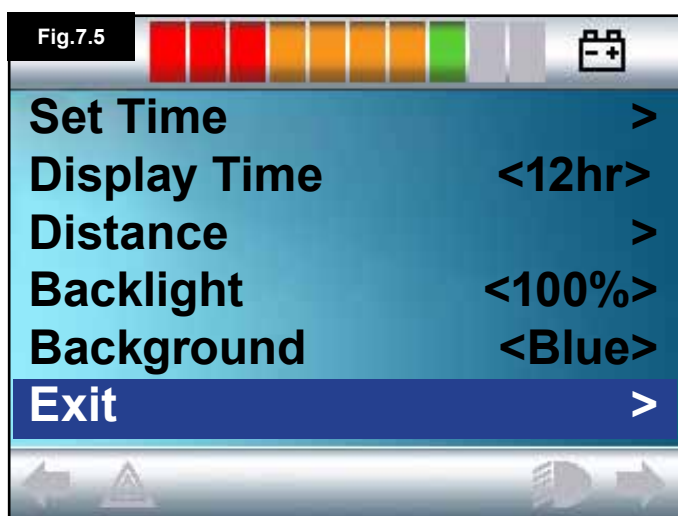 Fig.7.5
Set Time >
Display Time <12hr>
Distance >
Backlight <100%>
Background <Blue>
Exit >